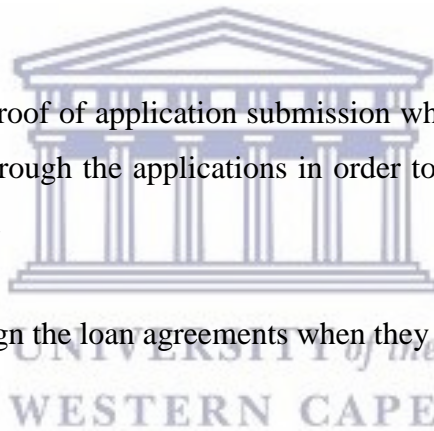 roof of application submission wh
rough the applications in order to
gn the loan agreements when they
UNIVERSITY of the
WESTERN CAPE